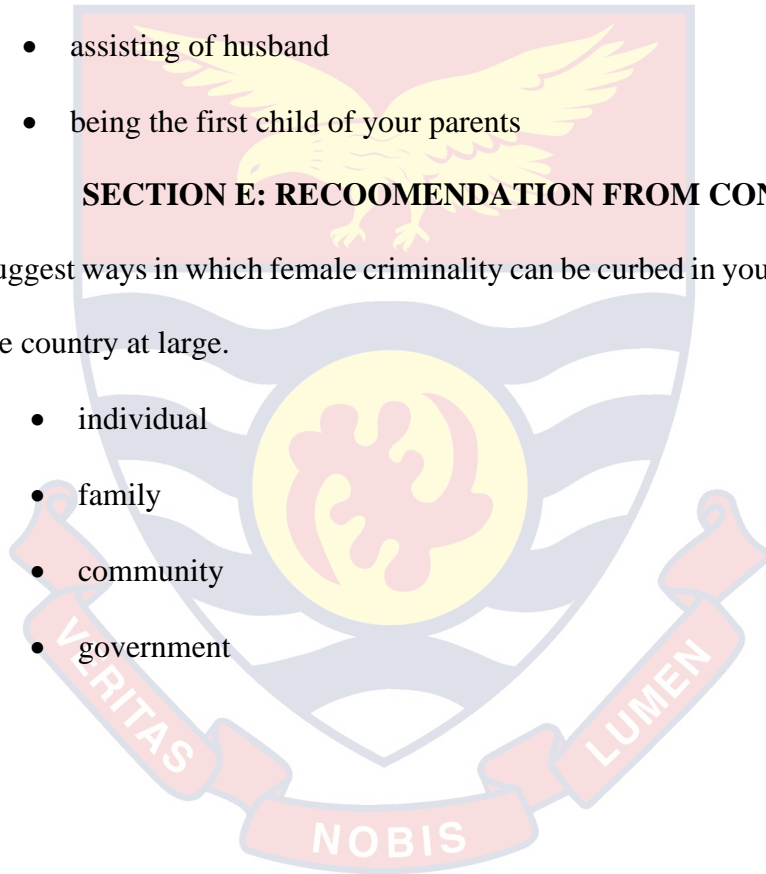 • assisting of husband
• being the first child of your parents
SECTION E: RECOOMENDATION FROM CON
uggest ways in which female criminality can be curbed in you
e country at large.
• individual
• family
• community
• government
VERITAS
NOBIS
LUMEN